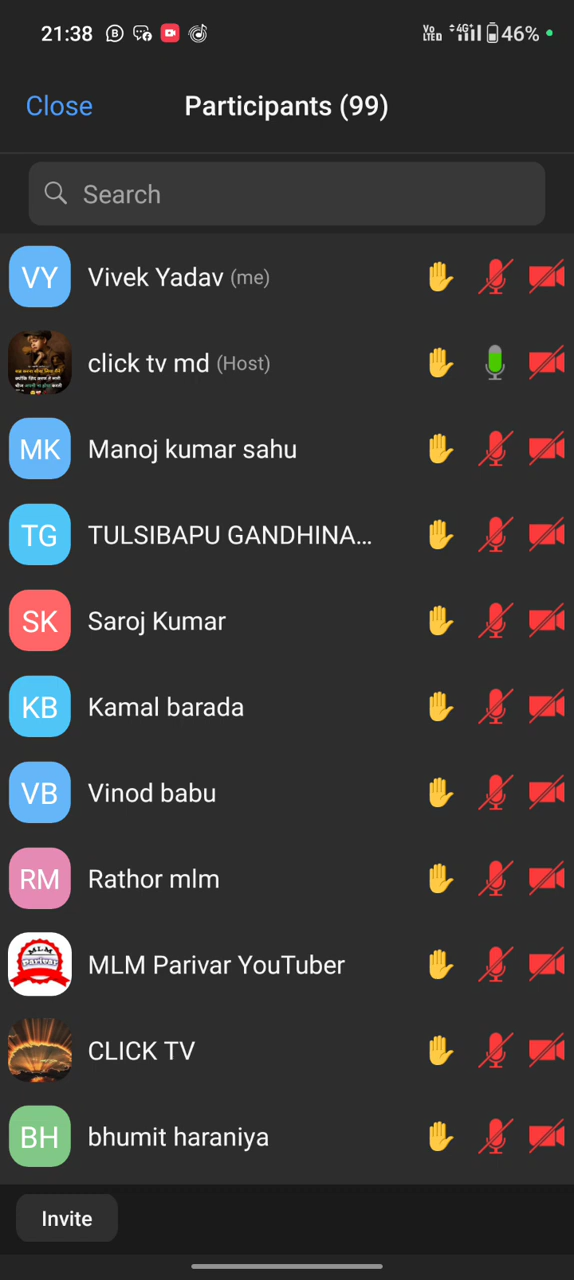 21:38
46%
Close
Participants (99)
Search
VY
Vivek Yadav (me)
click tv md (Host)
MK
Manoj kumar sahu
TG
TULSIBAPU GANDHINA...
SK
Saroj Kumar
KB
Kamal barada
VB
Vinod babu
RM
Rathor mlm
MLM
Parivar
MLM Parivar YouTuber
CLICK TV
BH
bhumit haraniya
Invite